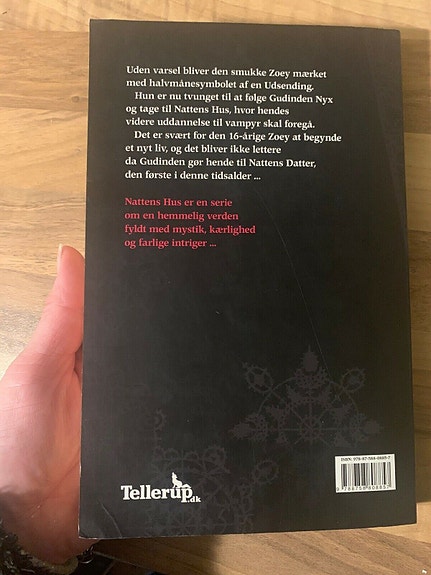 Uden varsel bliver den smukke Zoey mærket
med halvmånesymbolet af en Udsending.
Hun er nu tvunget til at følge Gudinden Nyx
og tage til Nattens Hus, hvor hendes
videre uddannelse til vampyr skal foregå.
Det er svært for den 16-årige Zoey at begynde
et nyt liv, og det bliver ikke lettere
da Gudinden gør hende til Nattens Datter,
den første i denne tidsalder ...
Nattens Hus er en serie
om en hemmelig verden
fyldt med mystik, kærlighed
og farlige intriger ...
Tellerup.dk